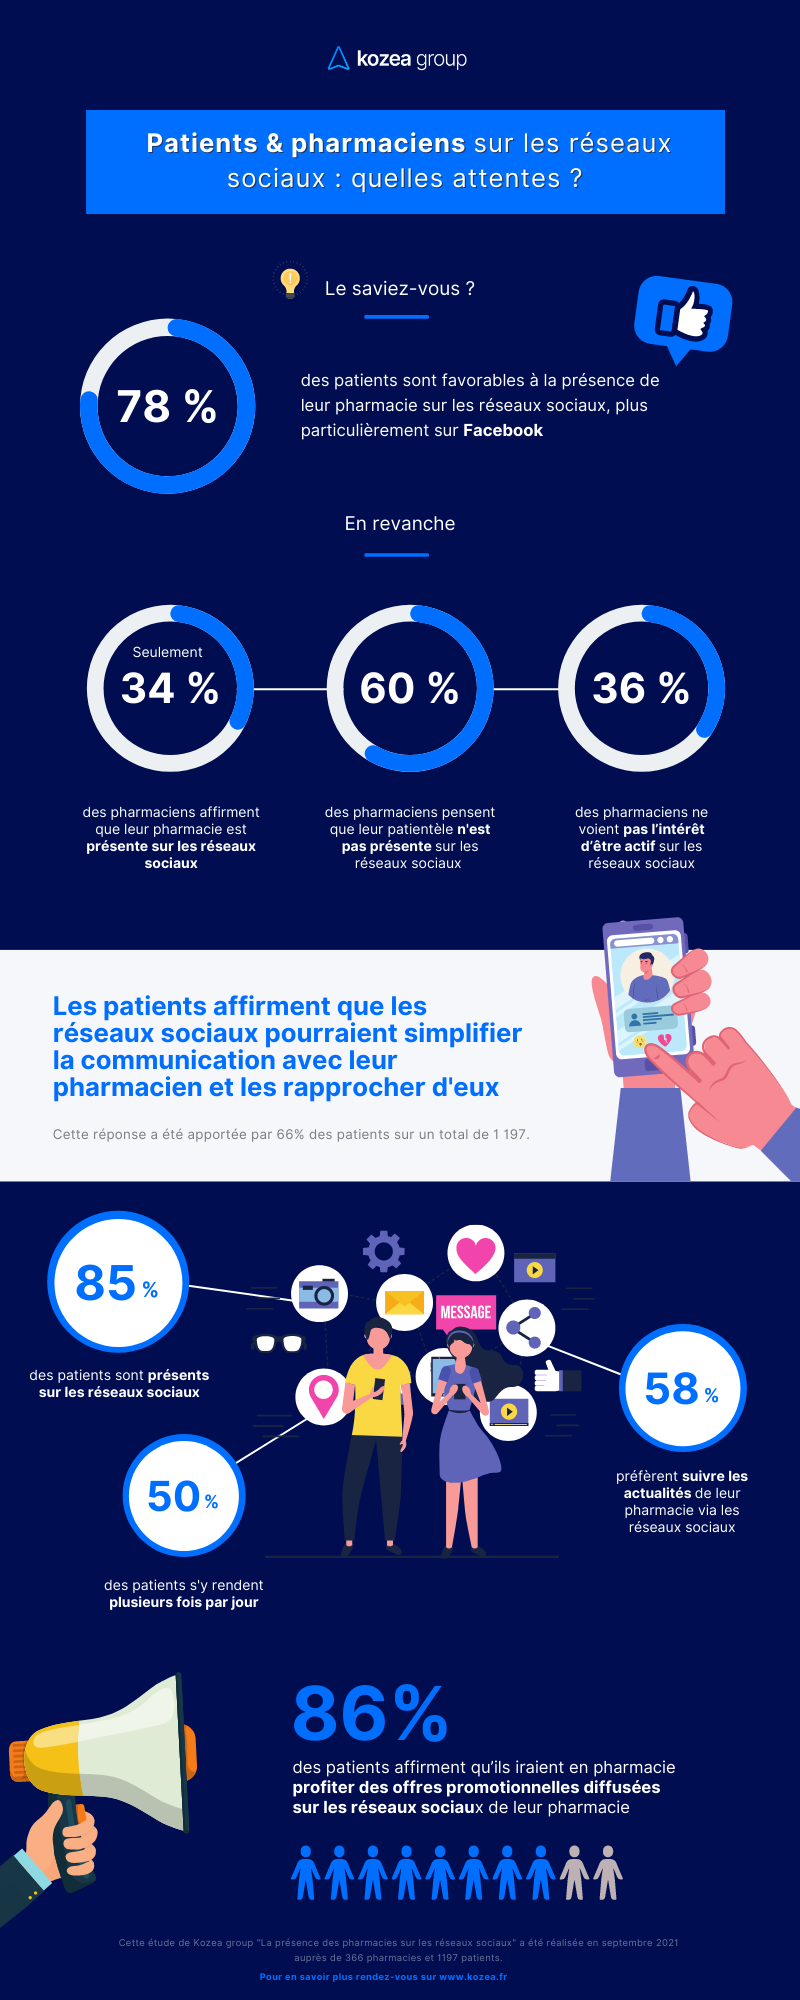 kozea group
Patients & pharmaciens sur les réseaux
sociaux : quelles attentes ?
Le saviez-vous ?
78 %
des patients sont favorables à la présence de
leur pharmacie sur les réseaux sociaux, plus
particulièrement sur Facebook
En revanche
Seulement
34 %
des pharmaciens affirment
que leur pharmacie est
présente sur les réseaux
sociaux
60 %
des pharmaciens pensent
que leur patientèle n'est
pas présente sur les
réseaux sociaux
36 %
des pharmaciens ne
voient pas l’intérêt
d’être actif sur les
réseaux sociaux
Les patients affirment que les
réseaux sociaux pourraient simplifier
la communication avec leur
pharmacien et les rapprocher d'eux
Cette réponse a été apportée par 66% des patients sur un total de 1 197.
85 %
des patients sont présents
sur les réseaux sociaux
MESSAGE
58 %
préfèrent suivre les
actualités de leur
pharmacie via les
réseaux sociaux
50 %
des patients s'y rendent
plusieurs fois par jour
86%
des patients affirment qu’ils iraient en pharmacie
profiter des offres promotionnelles diffusées
sur les réseaux sociaux de leur pharmacie
Cette étude de Kozea group "La présence des pharmacies sur les réseaux sociaux" a été réalisée en septembre 2021
auprès de 366 pharmacies et 1197 patients.
Pour en savoir plus rendez-vous sur www.kozea.fr